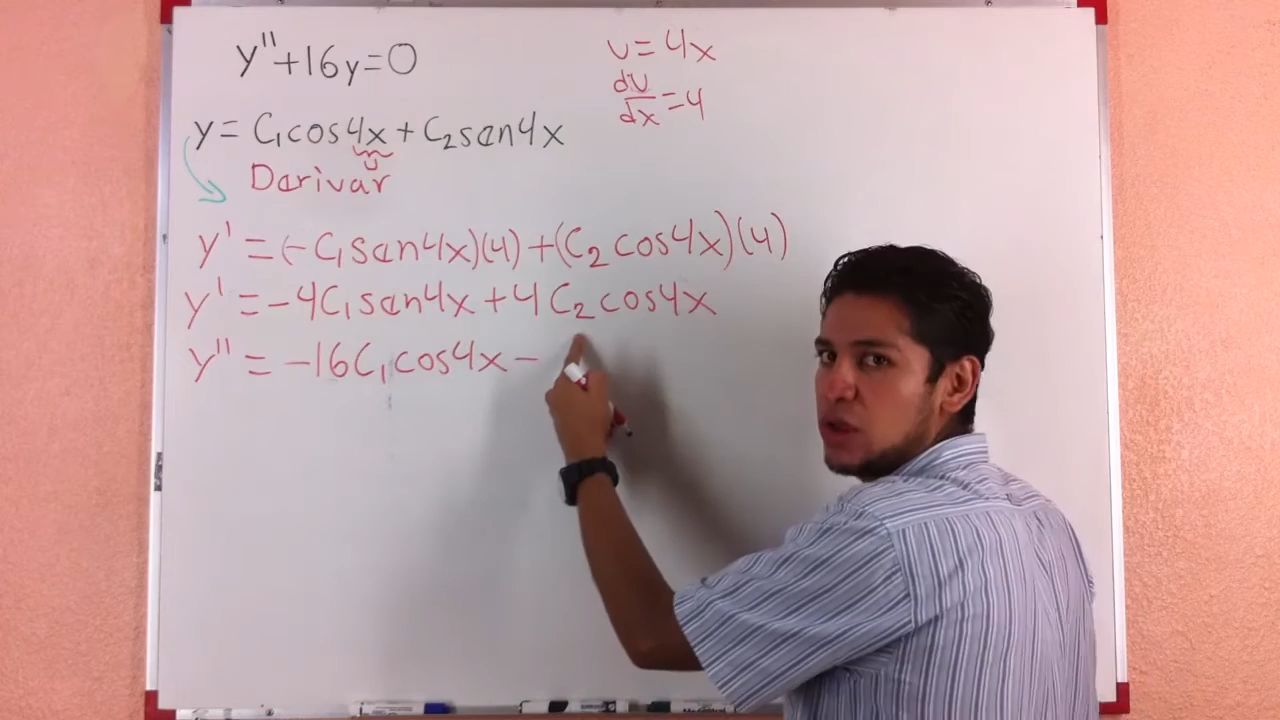 y''+16y=0
y= C₁cos4x + C₂sen4x
u
Derivar
u=4x
du/dx=4
y' =(-C₁sen4x)(4)+(C₂cos4x)(4)
y' =-4C₁sen4x+4C₂cos4x
y''= -16C₁cos4x-